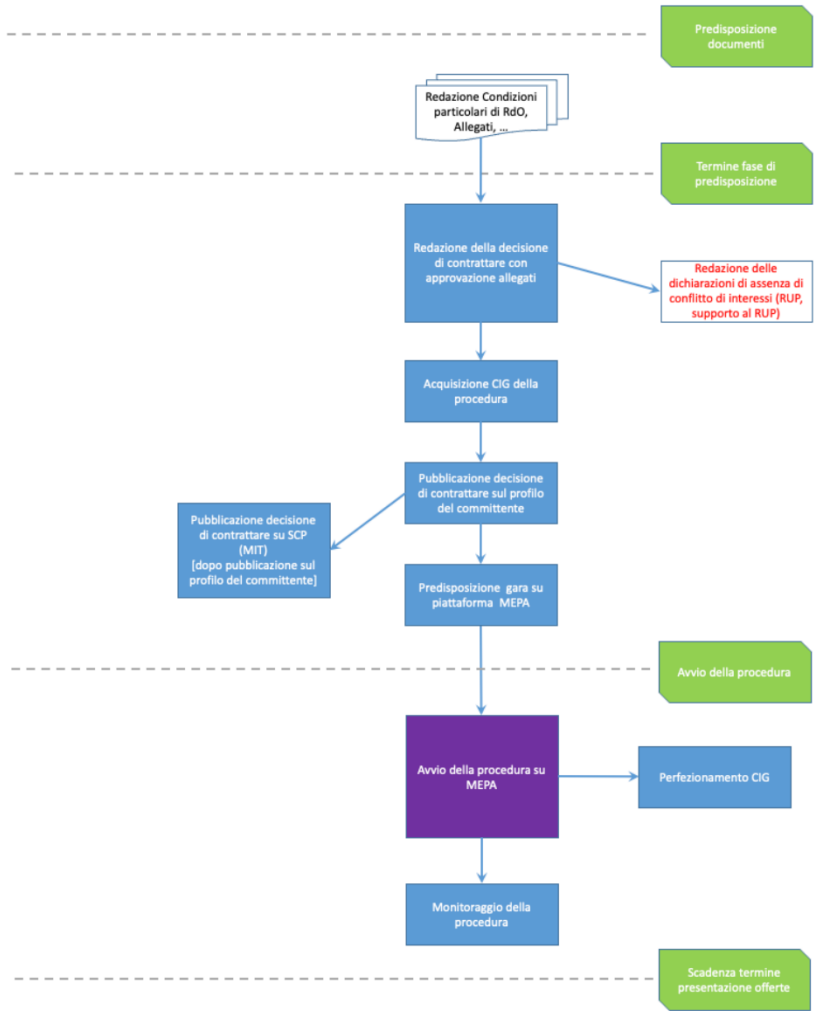 Predisposizione
documenti
Redazione Condizioni
particolari di RdO,
Allegati, ...
Termine fase di
predisposizione
Redazione della decisione
di contrattare con
approvazione allegati
Redazione delle
dichiarazioni di assenza di
conflitto di interessi (RUP,
supporto al RUP)
Acquisizione CIG della
procedura
Pubblicazione decisione
di contrattare sul profilo
del committente
Pubblicazione decisione
di contrattare su SCP
(MIT)
[dopo pubblicazione sul
profilo del committente]
Predisposizione gara su
piattaforma MEPA
Avvio della procedura
Avvio della procedura su
MEPA
Perfezionamento CIG
Monitoraggio della
procedura
Scadenza termine
presentazione offerte